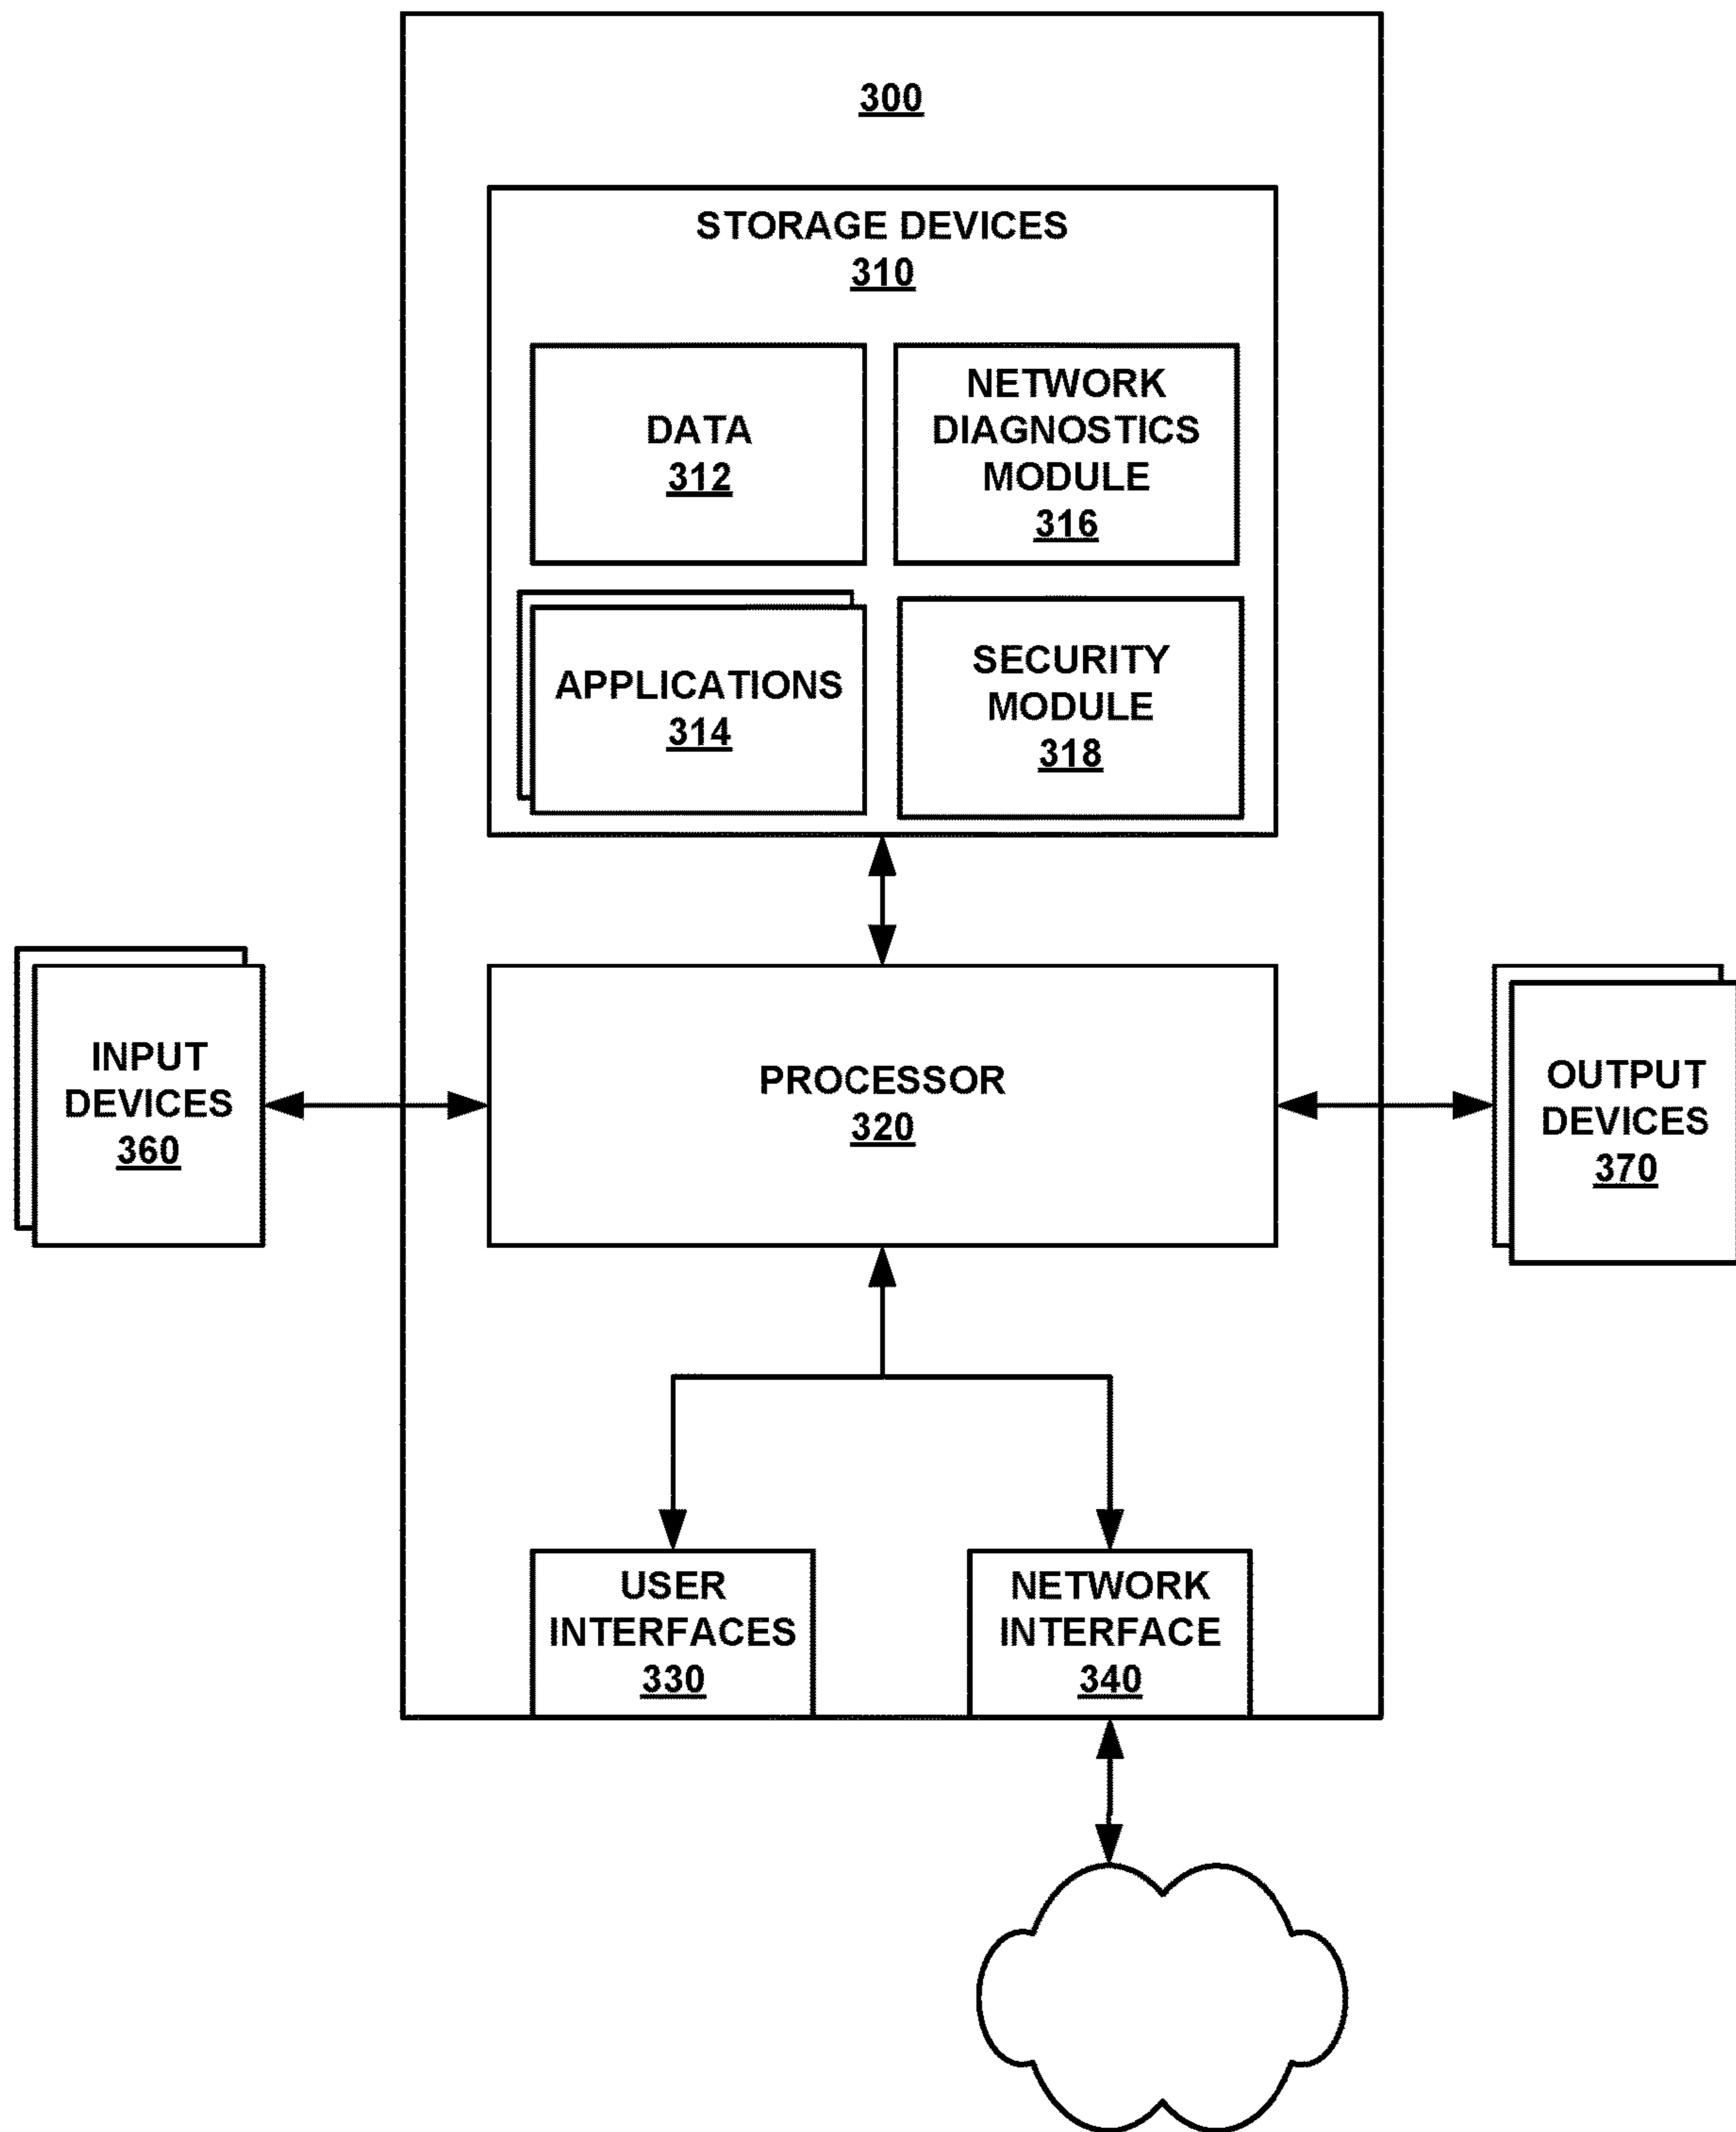 300
STORAGE DEVICES
310
DATA
312
NETWORK
DIAGNOSTICS
MODULE
316
APPLICATIONS
314
SECURITY
MODULE
318
INPUT
DEVICES
360
PROCESSOR
320
OUTPUT
DEVICES
370
USER
INTERFACES
330
NETWORK
INTERFACE
340